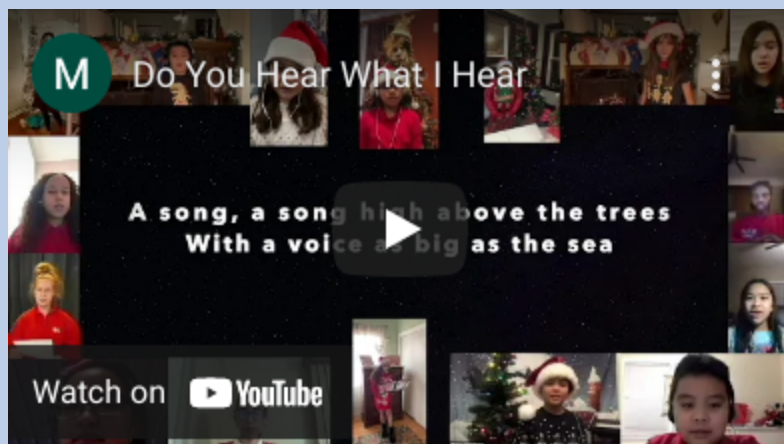 M
Do You Hear What I Hear
A song, a song high above the trees
With a voice as big as the sea
Watch on YouTube